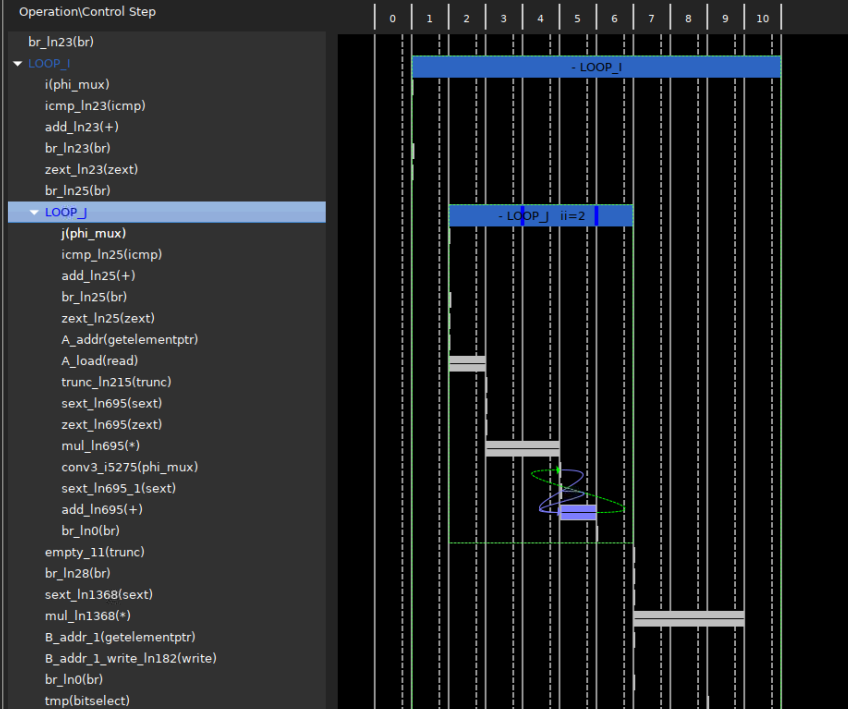 Operation\Control Step 0 1 2 3 4 5 6 7 8 9 10
br_ln23(br)
LOOP_I - LOOP_I
i(phi_mux)
icmp_ln23(icmp)
add_ln23(+)
br_ln23(br)
zext_ln23(zext)
br_ln25(br)
LOOP_J - LOOP_J ii=2
j(phi_mux)
icmp_ln25(icmp)
add_ln25(+)
br_ln25(br)
zext_ln25(zext)
A_addr(getelementptr)
A_load(read)
trunc_ln215(trunc)
sext_ln695(sext)
zext_ln695(zext)
mul_ln695(*)
conv3_i5275(phi_mux)
sext_ln695_1(sext)
add_ln695(+)
br_ln0(br)
empty_11(trunc)
br_ln28(br)
sext_ln1368(sext)
mul_ln1368(*)
B_addr_1(getelementptr)
B_addr_1_write_ln182(write)
br_ln0(br)
tmp(bitselect)